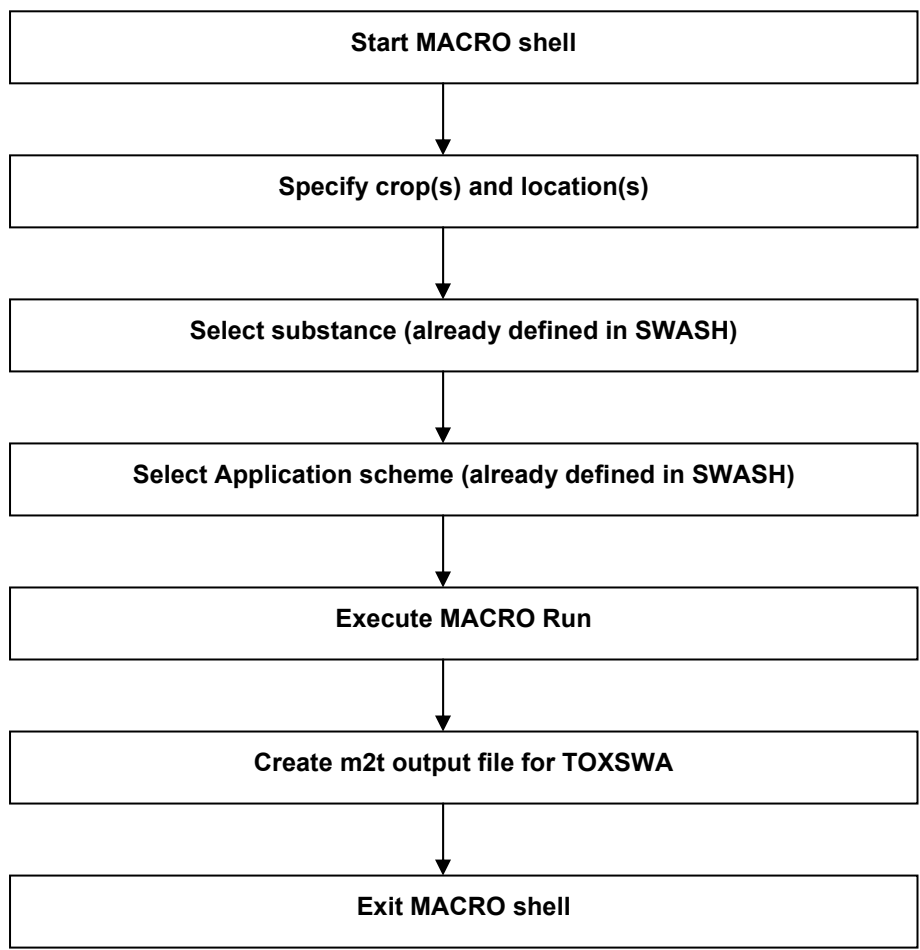 Start MACRO shell
Specify crop(s) and location(s)
Select substance (already defined in SWASH)
Select Application scheme (already defined in SWASH)
Execute MACRO Run
Create m2t output file for TOXSWA
Exit MACRO shell